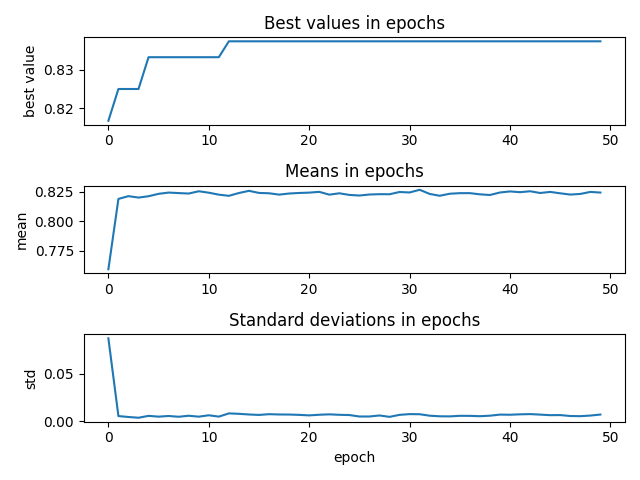 Best values in epochs
best value
0.83
0.82
0 10 20 30 40 50
Means in epochs
mean
0.825
0.800
0.775
0 10 20 30 40 50
Standard deviations in epochs
std
0.05
0.00
0 10 20 30 40 50
epoch